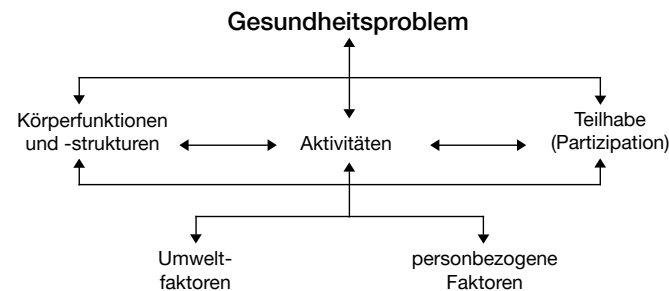 Gesundheitsproblem
Körperfunktionen
und -strukturen
Aktivitäten
Teilhabe
(Partizipation)
Umwelt-
faktoren
personbezogene
Faktoren